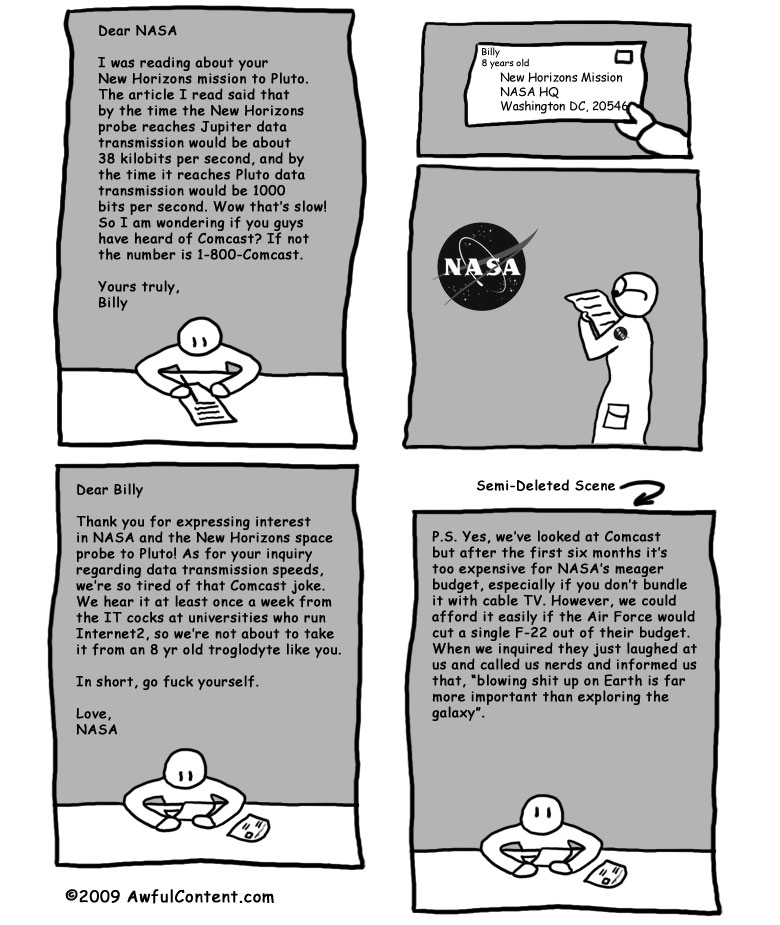 Dear NASA
I was reading about your
New Horizons mission to Pluto.
The article I read said that
by the time the New Horizons
probe reaches Jupiter data
transmission would be about
38 kilobits per second, and by
the time it reaches Pluto data
transmission would be 1000
bits per second. Wow that's slow!
So I am wondering if you guys
have heard of Comcast? If not
the number is 1-800-Comcast.
Yours truly,
Billy
Billy
8 years old
New Horizons Mission
NASA HQ
Washington DC, 20546
NASA
Dear Billy
Thank you for expressing interest
in NASA and the New Horizons space
probe to Pluto! As for your inquiry
regarding data transmission speeds,
we're so tired of that Comcast joke.
We hear it at least once a week from
the IT cocks at universities who run
Internet2, so we're not about to take
it from an 8 yr old troglodyte like you.
In short, go fuck yourself.
Love,
NASA
Semi-Deleted Scene
P.S. Yes, we've looked at Comcast
but after the first six months it's
too expensive for NASA's meager
budget, especially if you don't bundle
it with cable TV. However, we could
afford it easily if the Air Force would
cut a single F-22 out of their budget.
When we inquired they just laughed at
us and called us nerds and informed us
that, "blowing shit up on Earth is far
more important than exploring the
galaxy".
©2009 AwfulContent.com